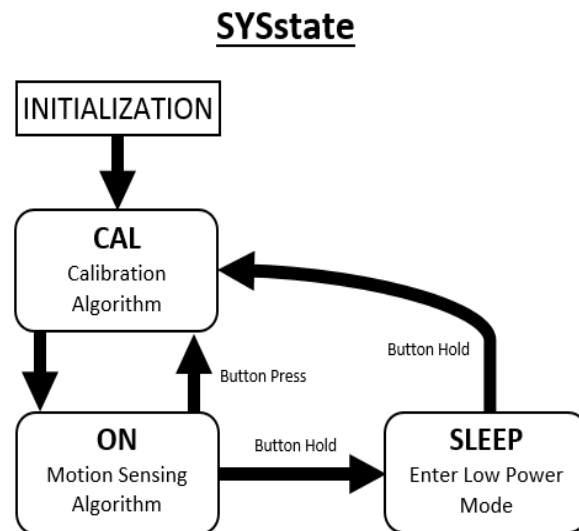 SYSstate
INITIALIZATION
CAL
Calibration
Algorithm
Button Hold
Button Press
ON
Motion Sensing
Algorithm
Button Hold
SLEEP
Enter Low Power
Mode